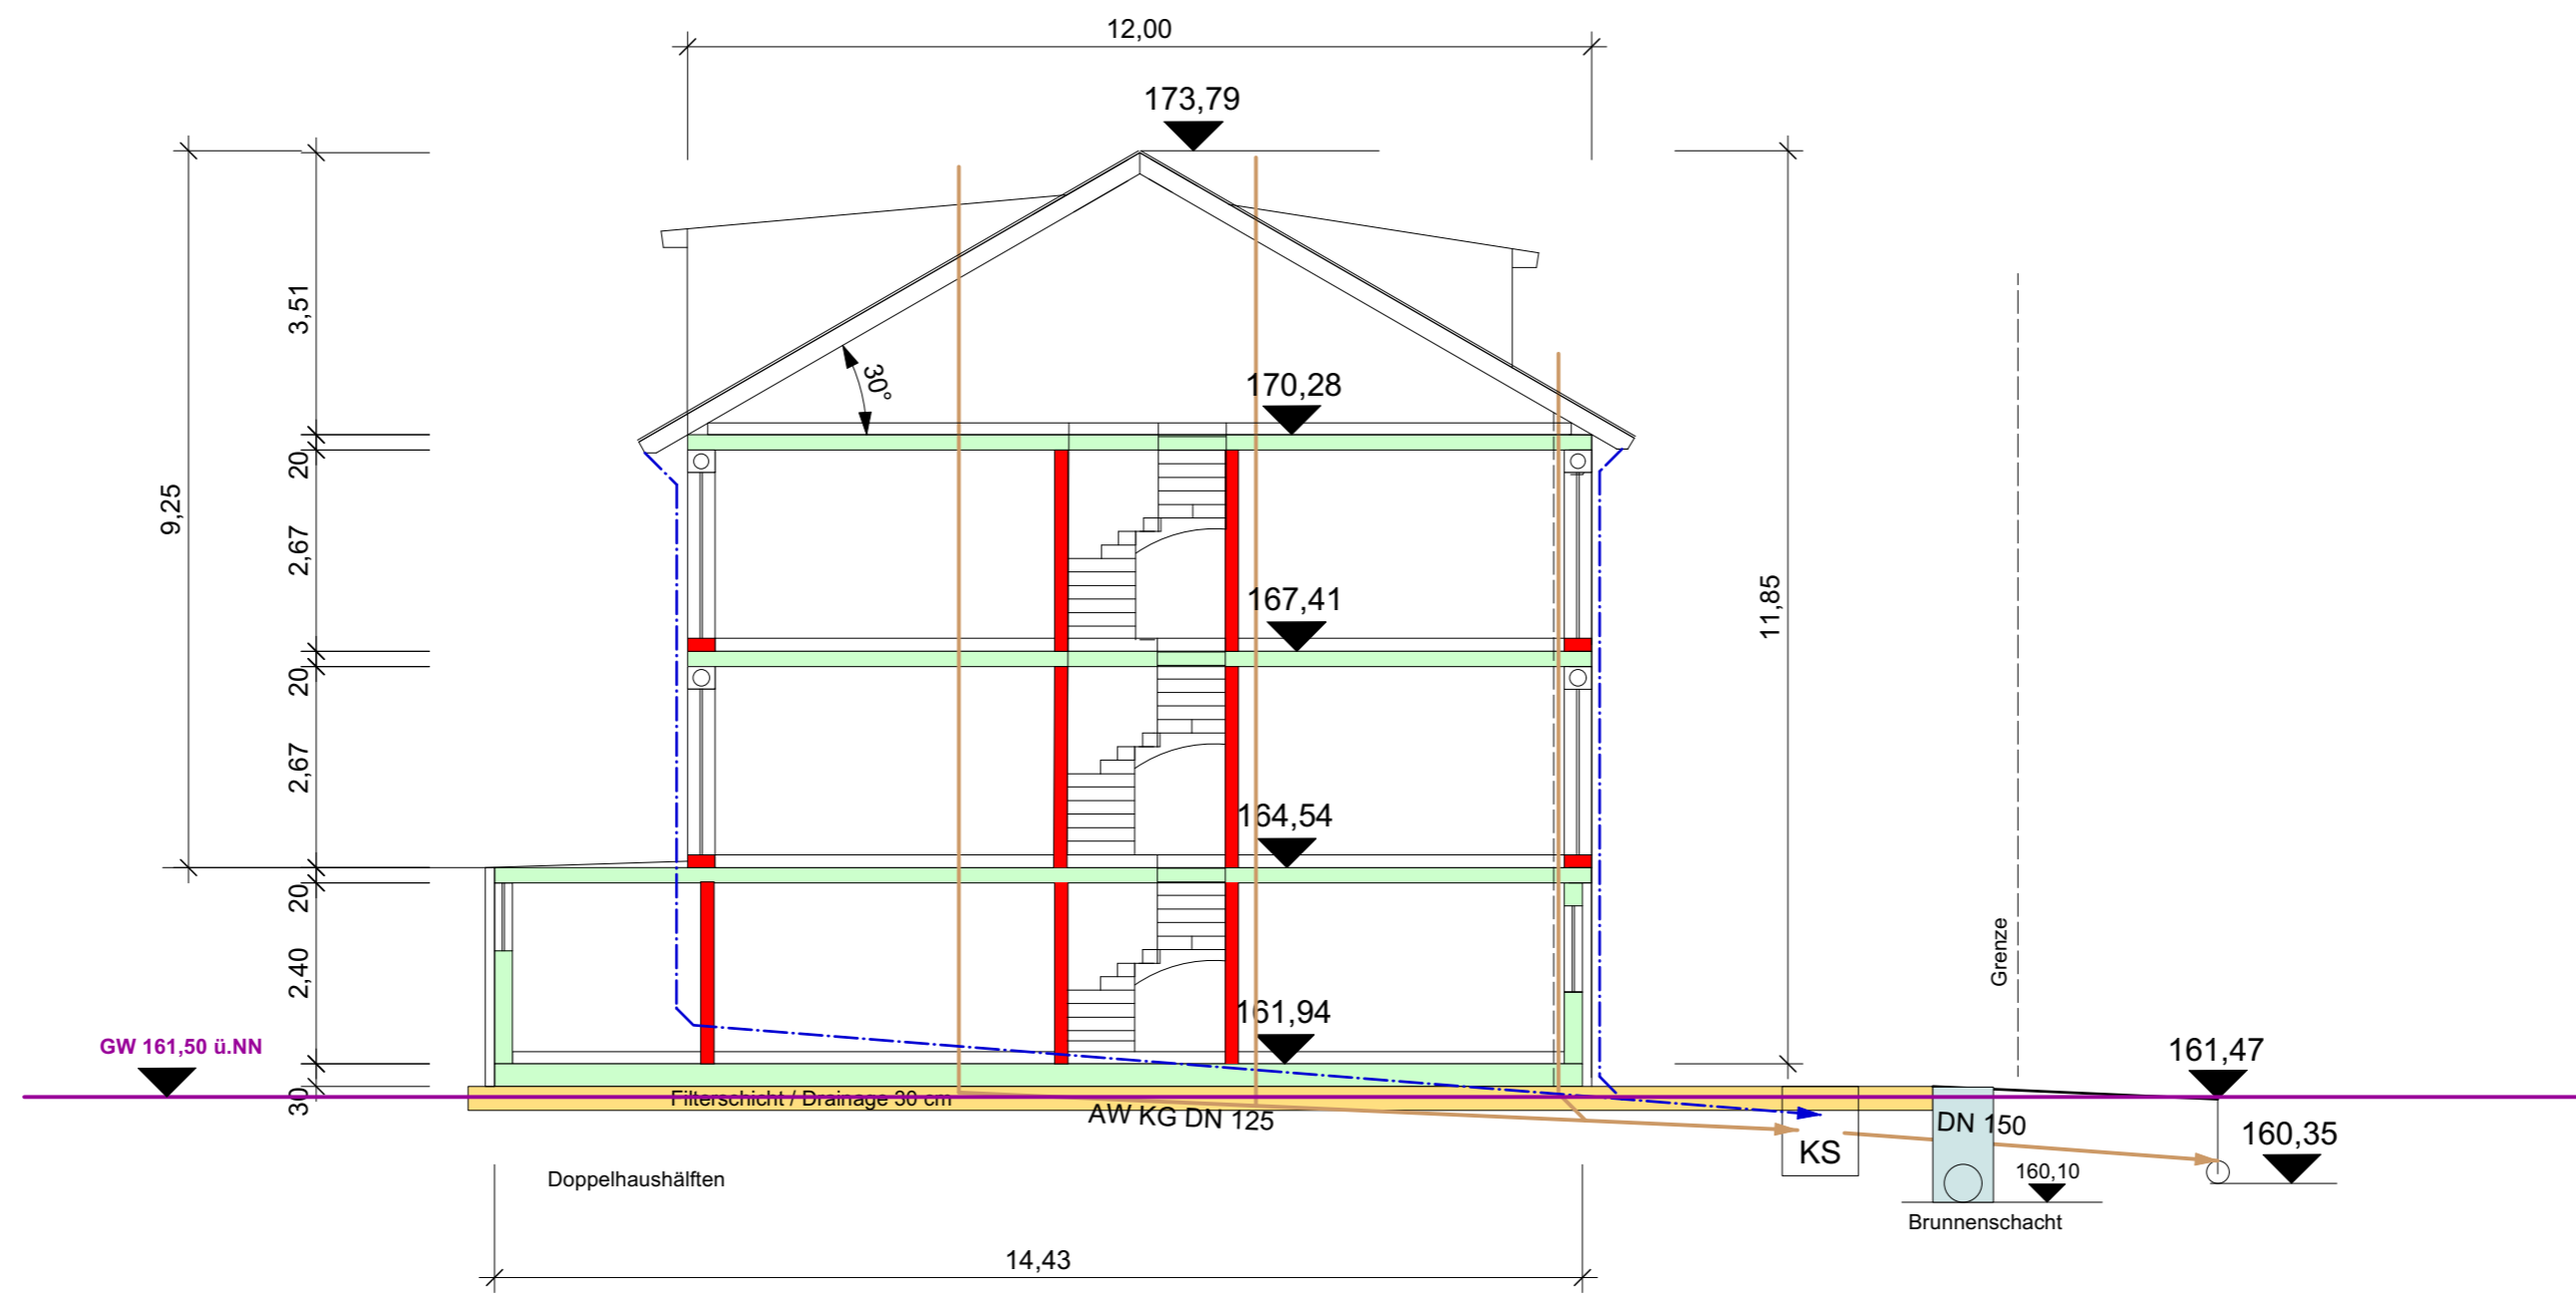 12,00
173,79
3,51
30°
170,28
20
9,25
2,67
11,85
167,41
20
2,67
164,54
20
2,40
Grenze
161,94
GW 161,50 ü.NN
161,47
30
Filterschicht / Drainage 30 cm
AW KG DN 125
DN 150
KS
160,35
160,10
Doppelhaushälften
Brunnenschacht
14,43